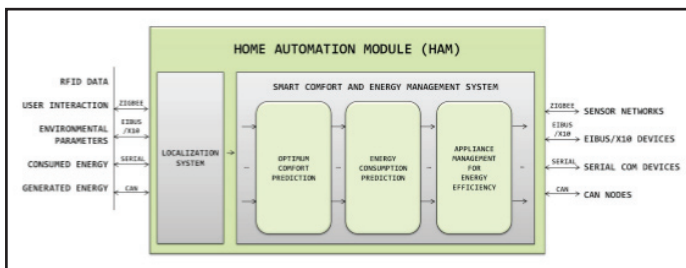 HOME AUTOMATION MODULE (HAM)
RFID DATA
USER INTERACTION
ENVIRONMENTAL
PARAMETERS
CONSUMED ENERGY
GENERATED ENERGY
ZIGBEE
EIBUS
/X10
SERIAL
CAN
LOCALIZATION
SYSTEM
SMART COMFORT AND ENERGY MANAGEMENT SYSTEM
OPTIMUM
COMFORT
PREDICTION
ENERGY
CONSUMPTION
PREDICTION
APPLIANCE
MANAGEMENT
FOR
ENERGY
EFFICIENCY
ZIGBEE
EIBUS
/X10
SERIAL
CAN
SENSOR NETWORKS
EIBUS/X10 DEVICES
SERIAL COM DEVICES
CAN NODES